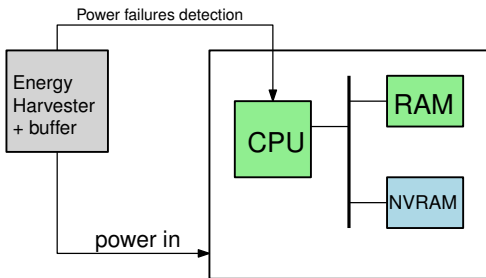 Power failures detection
Energy
Harvester
+ buffer
CPU
RAM
NVRAM
power in